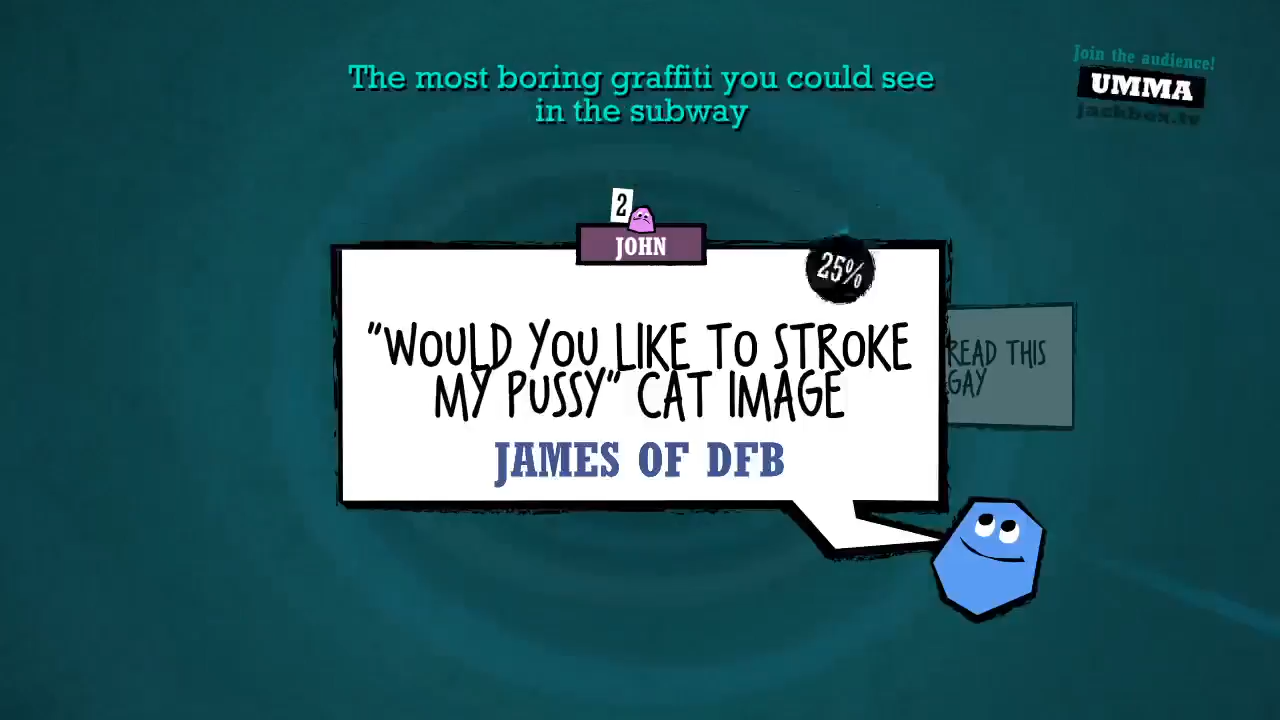 Join the audience!
UMMA
jackbox.tv
The most boring graffiti you could see
in the subway
2
JOHN
25%
"WOULD YOU LIKE TO STROKE
MY PUSSY" CAT IMAGE
JAMES OF DFB
READ THIS
GAY